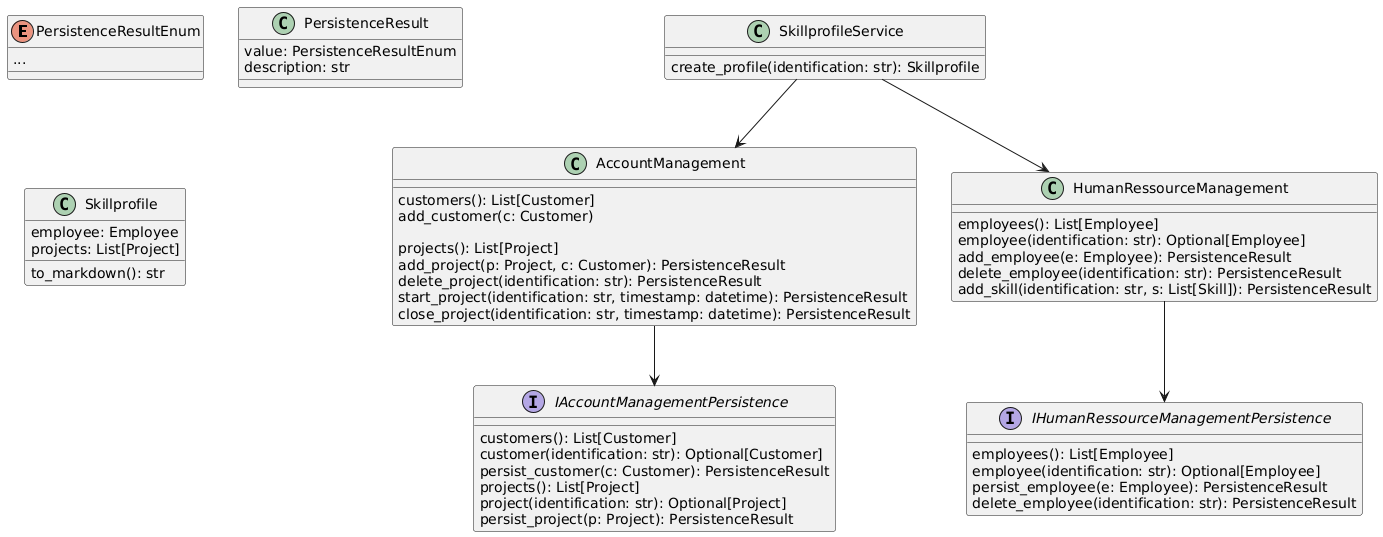 E PersistenceResultEnum
...
C PersistenceResult
value: PersistenceResultEnum
description: str
C SkillprofileService
create_profile(identification: str): Skillprofile
C Skillprofile
employee: Employee
projects: List[Project]
to_markdown(): str
C AccountManagement
customers(): List[Customer]
add_customer(c: Customer)
projects(): List[Project]
add_project(p: Project, c: Customer): PersistenceResult
delete_project(identification: str): PersistenceResult
start_project(identification: str, timestamp: datetime): PersistenceResult
close_project(identification: str, timestamp: datetime): PersistenceResult
C HumanRessourceManagement
employees(): List[Employee]
employee(identification: str): Optional[Employee]
add_employee(e: Employee): PersistenceResult
delete_employee(identification: str): PersistenceResult
add_skill(identification: str, s: List[Skill]): PersistenceResult
I IAccountManagementPersistence
customers(): List[Customer]
customer(identification: str): Optional[Customer]
persist_customer(c: Customer): PersistenceResult
projects(): List[Project]
project(identification: str): Optional[Project]
persist_project(p: Project): PersistenceResult
I IHumanRessourceManagementPersistence
employees(): List[Employee]
employee(identification: str): Optional[Employee]
persist_employee(e: Employee): PersistenceResult
delete_employee(identification: str): PersistenceResult